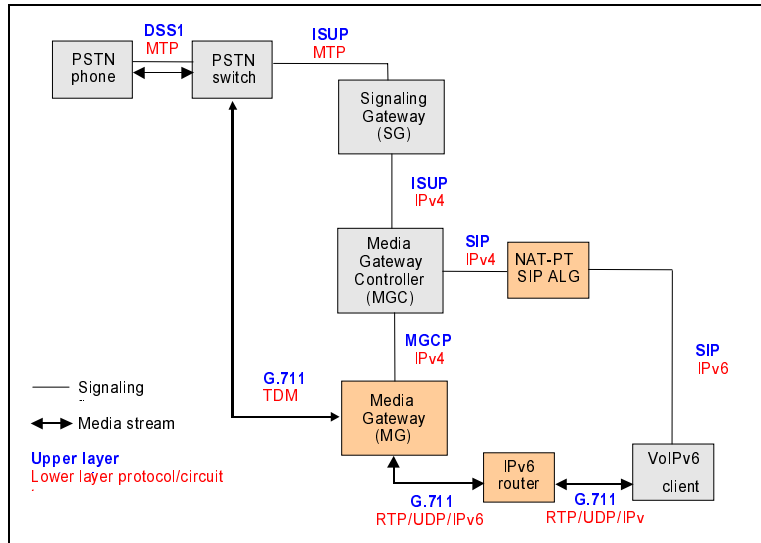 DSS1
MTP
ISUP
MTP
PSTN
phone
PSTN
switch
Signaling
Gateway
(SG)
ISUP
IPv4
Media
Gateway
Controller
(MGC)
SIP
IPv4
NAT-PT
SIP ALG
MGCP
IPv4
SIP
IPv6
G.711
TDM
Signaling
Media stream
Upper layer
Lower layer protocol/circuit
Media
Gateway
(MG)
IPv6
router
VoIPv6
client
G.711
RTP/UDP/IPv6
G.711
RTP/UDP/IPv